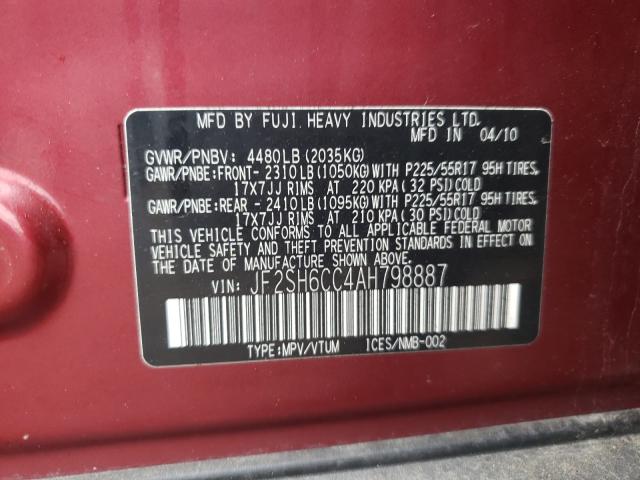 MFD BY FUJI HEAVY INDUSTRIES LTD.
MFD IN 04/10
GVWR/PNBV: 4480LB (2035KG)
GAWR/PNBE:FRONT- 2310LB (1050KG)WITH P225/55R17 95H TIRES,
17X7JJ RIMS AT 220 KPA ( 32 PSI) COLD
GAWR/PNBE:REAR - 2410LB (1095KG)WITH P225/55R17 95H TIRES,
17X7JJ RIMS AT 210 KPA ( 30 PSI) COLD
THIS VEHICLE CONFORMS TO ALL APPLICABLE FEDERAL MOTOR
VEHICLE SAFETY AND THEFT PREVENTION STANDARDS IN EFFECT ON
THE DATE OF MANUFACTURE SHOWN ABOVE.
VIN: JF2SH6CC4AH798887
TYPE:MPV/VTUM ICES/NMB-002